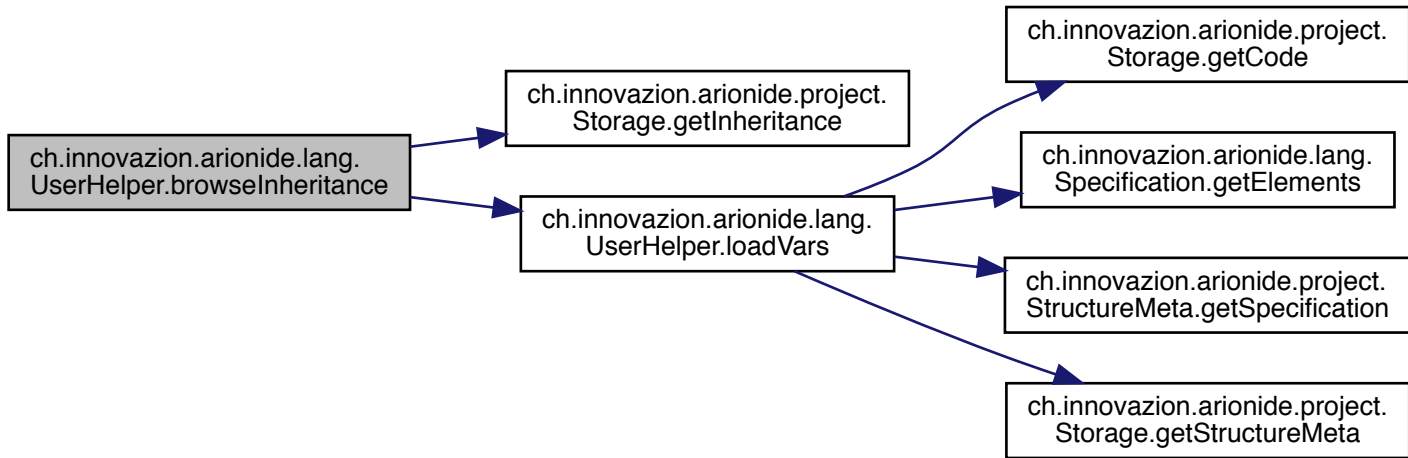 ch.innovazion.arionide.lang.
UserHelper.browseInheritance
ch.innovazion.arionide.project.
Storage.getInheritance
ch.innovazion.arionide.lang.
UserHelper.loadVars
ch.innovazion.arionide.project.
Storage.getCode
ch.innovazion.arionide.lang.
Specification.getElements
ch.innovazion.arionide.project.
StructureMeta.getSpecification
ch.innovazion.arionide.project.
Storage.getStructureMeta